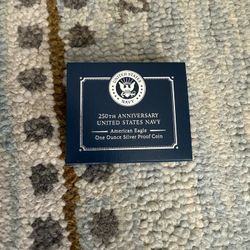 UNITED STATES
NAVY
250TH ANNIVERSARY
UNITED STATES NAVY
American Eagle
One Ounce Silver Proof Coin